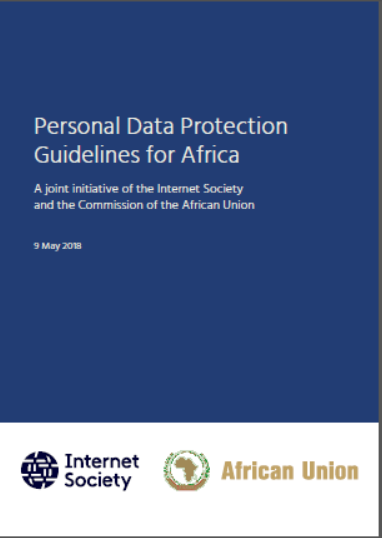 Personal Data Protection
Guidelines for Africa
A joint initiative of the Internet Society
and the Commission of the African Union
9 May 2018
Internet
Society
African Union